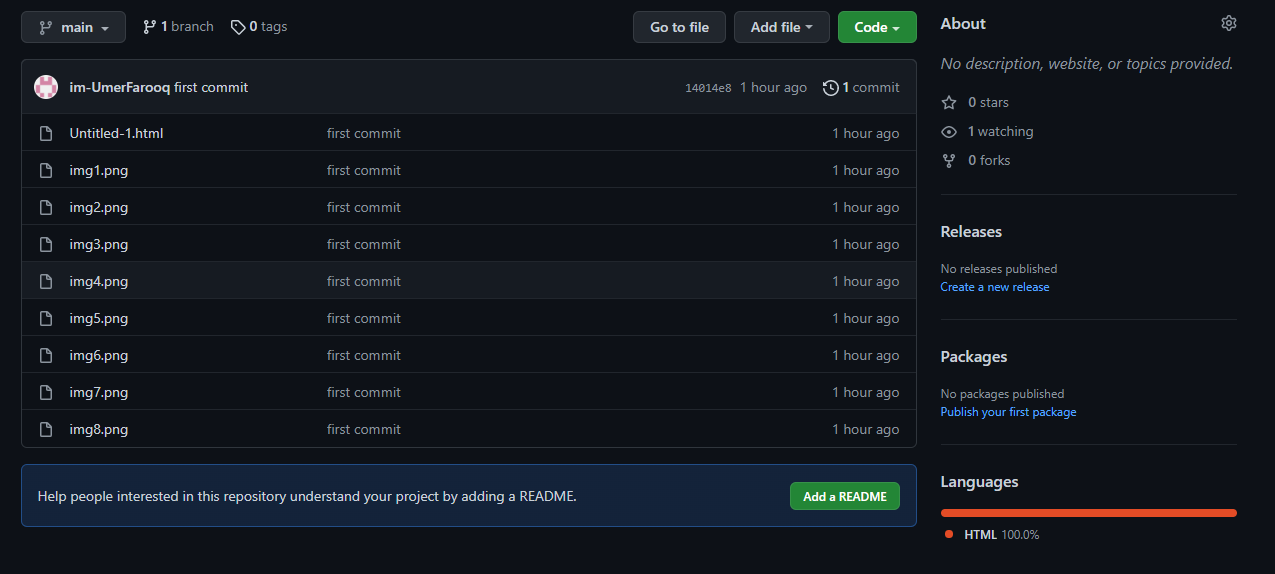 main 1 branch 0 tags Go to file Add file Code
im-UmerFarooq first commit 14014e8 1 hour ago 1 commit
Untitled-1.html first commit 1 hour ago
img1.png first commit 1 hour ago
img2.png first commit 1 hour ago
img3.png first commit 1 hour ago
img4.png first commit 1 hour ago
img5.png first commit 1 hour ago
img6.png first commit 1 hour ago
img7.png first commit 1 hour ago
img8.png first commit 1 hour ago
Help people interested in this repository understand your project by adding a README. Add a README
About
No description, website, or topics provided.
0 stars
1 watching
0 forks
Releases
No releases published
Create a new release
Packages
No packages published
Publish your first package
Languages
HTML 100.0%